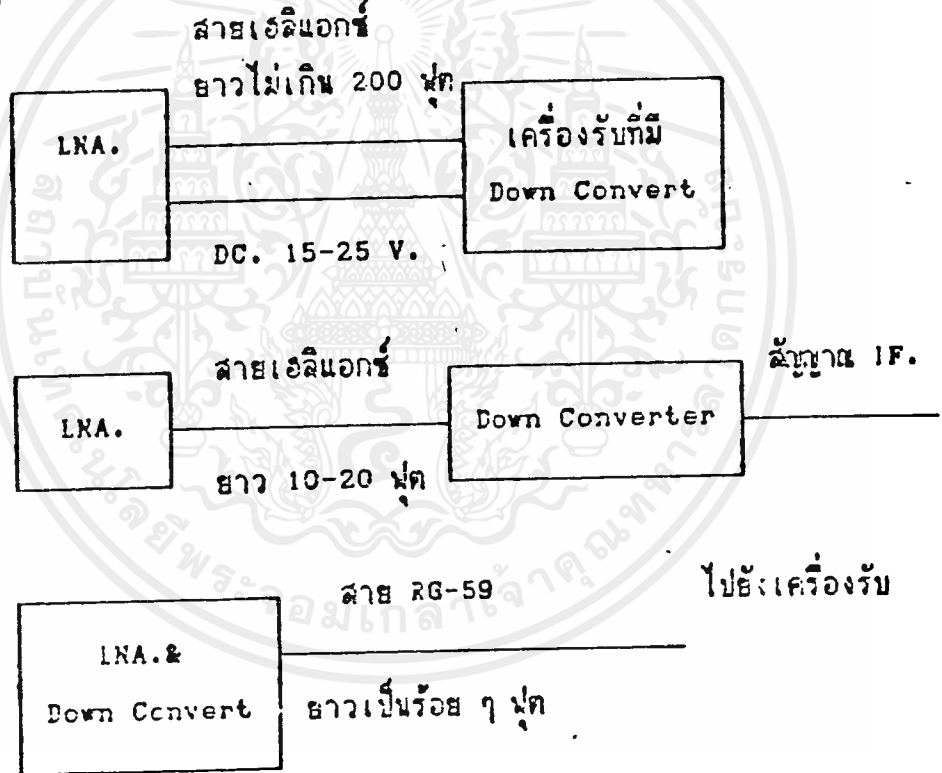 สายเฮลิแอกซ์
ยาวไม่เกิน 200 ฟุต
LNA.
เครื่องรับที่มี
Down Convert
DC. 15-25 V.
สายเฮลิแอกซ์
สัญญาณ IF.
LNA.
Down Converter
ยาว 10-20 ฟุต
สาย RG-59
ไปยังเครื่องรับ
LNA.&
Down Convert
ยาวเป็นร้อย ๆ ฟุต